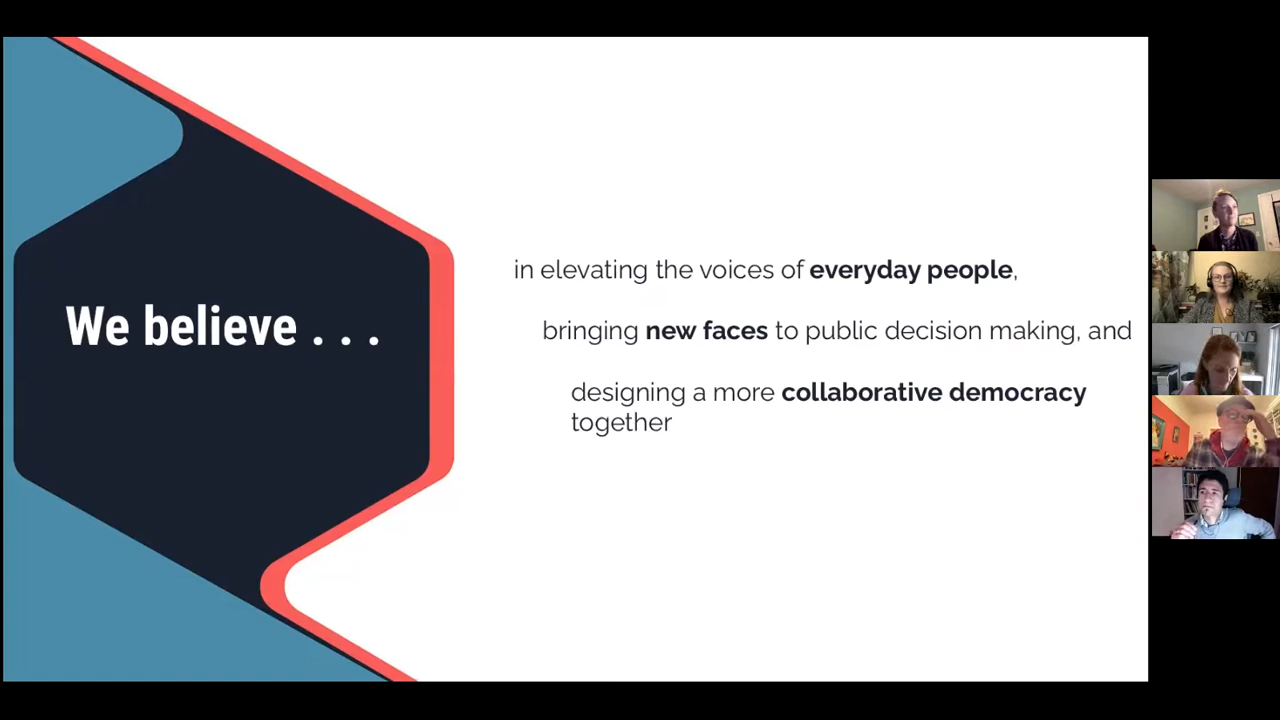 We believe . . .
in elevating the voices of everyday people,
bringing new faces to public decision making, and
designing a more collaborative democracy
together